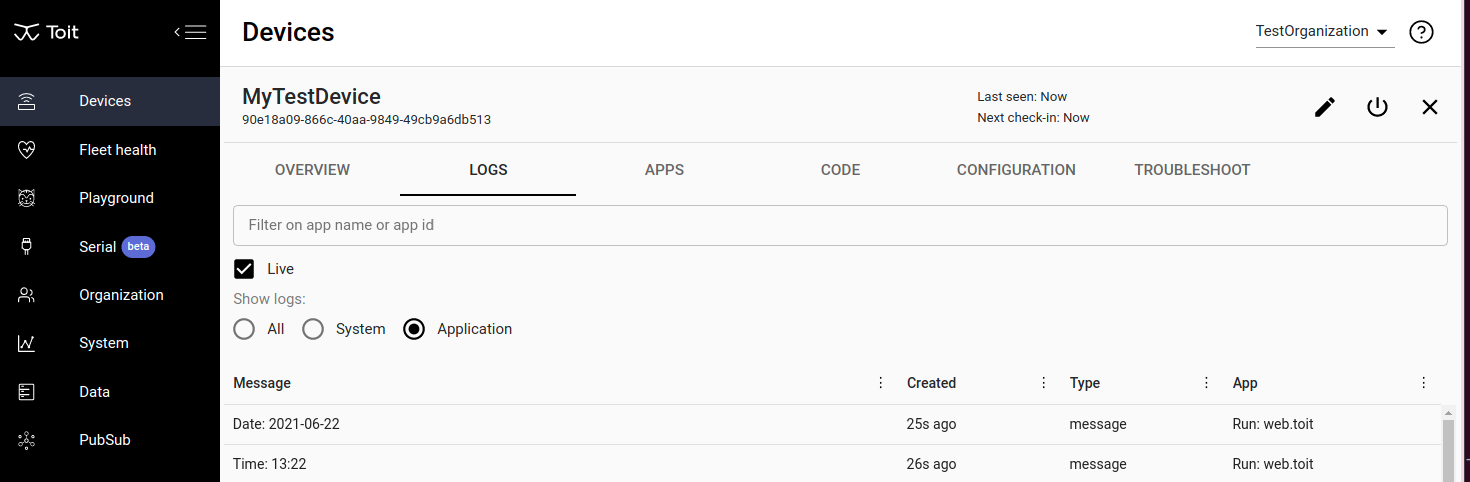 Toit
Devices
TestOrganization
Devices
Fleet health
Playground
Serial beta
Organization
System
Data
PubSub
MyTestDevice
90e18a09-866c-40aa-9849-49cb9a6db513
Last seen: Now
Next check-in: Now
OVERVIEW LOGS APPS CODE CONFIGURATION TROUBLESHOOT
Filter on app name or app id
Live
Show logs:
All System Application
Message Created Type App
Date: 2021-06-22 25s ago message Run: web.toit
Time: 13:22 26s ago message Run: web.toit